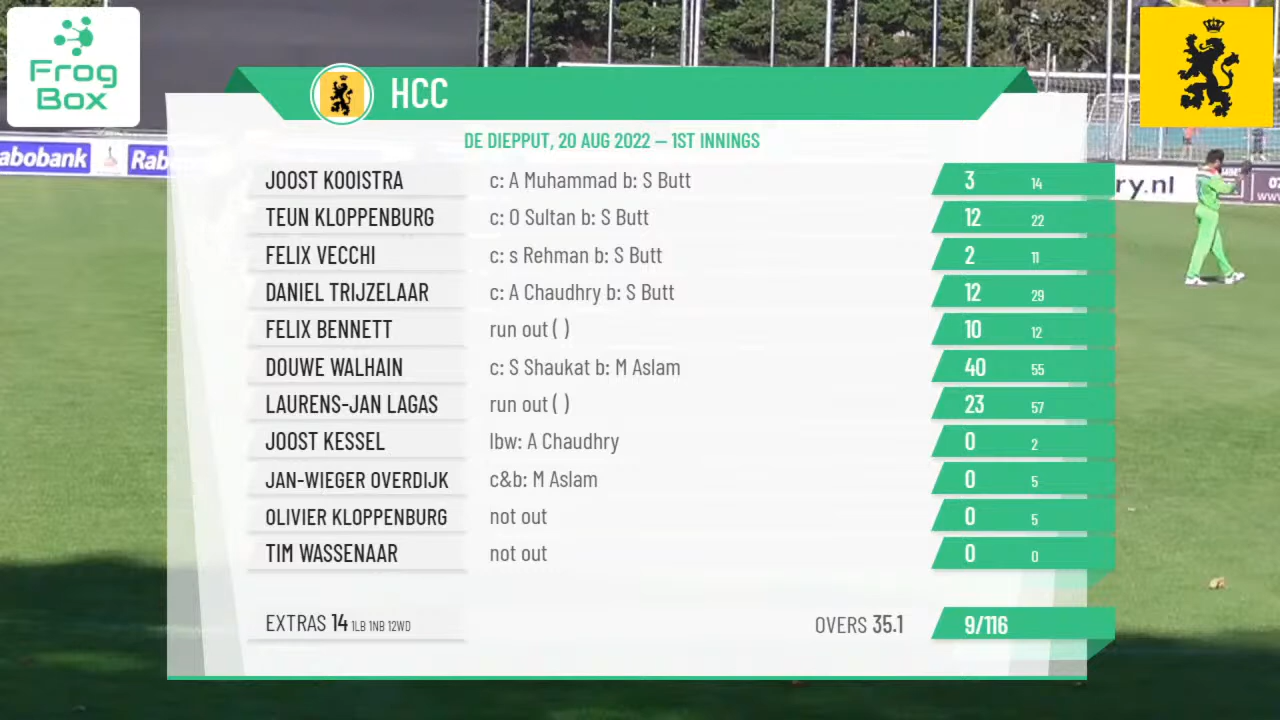 Frog
Box
HCC
DE DIEPPUT, 20 AUG 2022 – 1ST INNINGS
abobank
Rab
ry.nl
JOOST KOOISTRA c: A Muhammad b: S Butt 3 14
TEUN KLOPPENBURG c: O Sultan b: S Butt 12 22
FELIX VECCHI c: s Rehman b: S Butt 2 11
DANIEL TRIJZELAAR c: A Chaudhry b: S Butt 12 29
FELIX BENNETT run out ( ) 10 12
DOUWE WALHAIN c: S Shaukat b: M Aslam 40 55
LAURENS-JAN LAGAS run out ( ) 23 57
JOOST KESSEL lbw: A Chaudhry 0 2
JAN-WIEGER OVERDIJK c&b: M Aslam 0 5
OLIVIER KLOPPENBURG not out 0 5
TIM WASSENAAR not out 0 0
EXTRAS 14 1LB 1NB 12WD OVERS 35.1 9/116